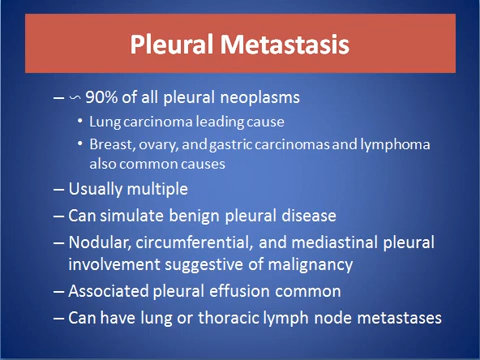 Pleural Metastasis
– ~ 90% of all pleural neoplasms
• Lung carcinoma leading cause
• Breast, ovary, and gastric carcinomas and lymphoma
also common causes
– Usually multiple
– Can simulate benign pleural disease
– Nodular, circumferential, and mediastinal pleural
involvement suggestive of malignancy
– Associated pleural effusion common
– Can have lung or thoracic lymph node metastases